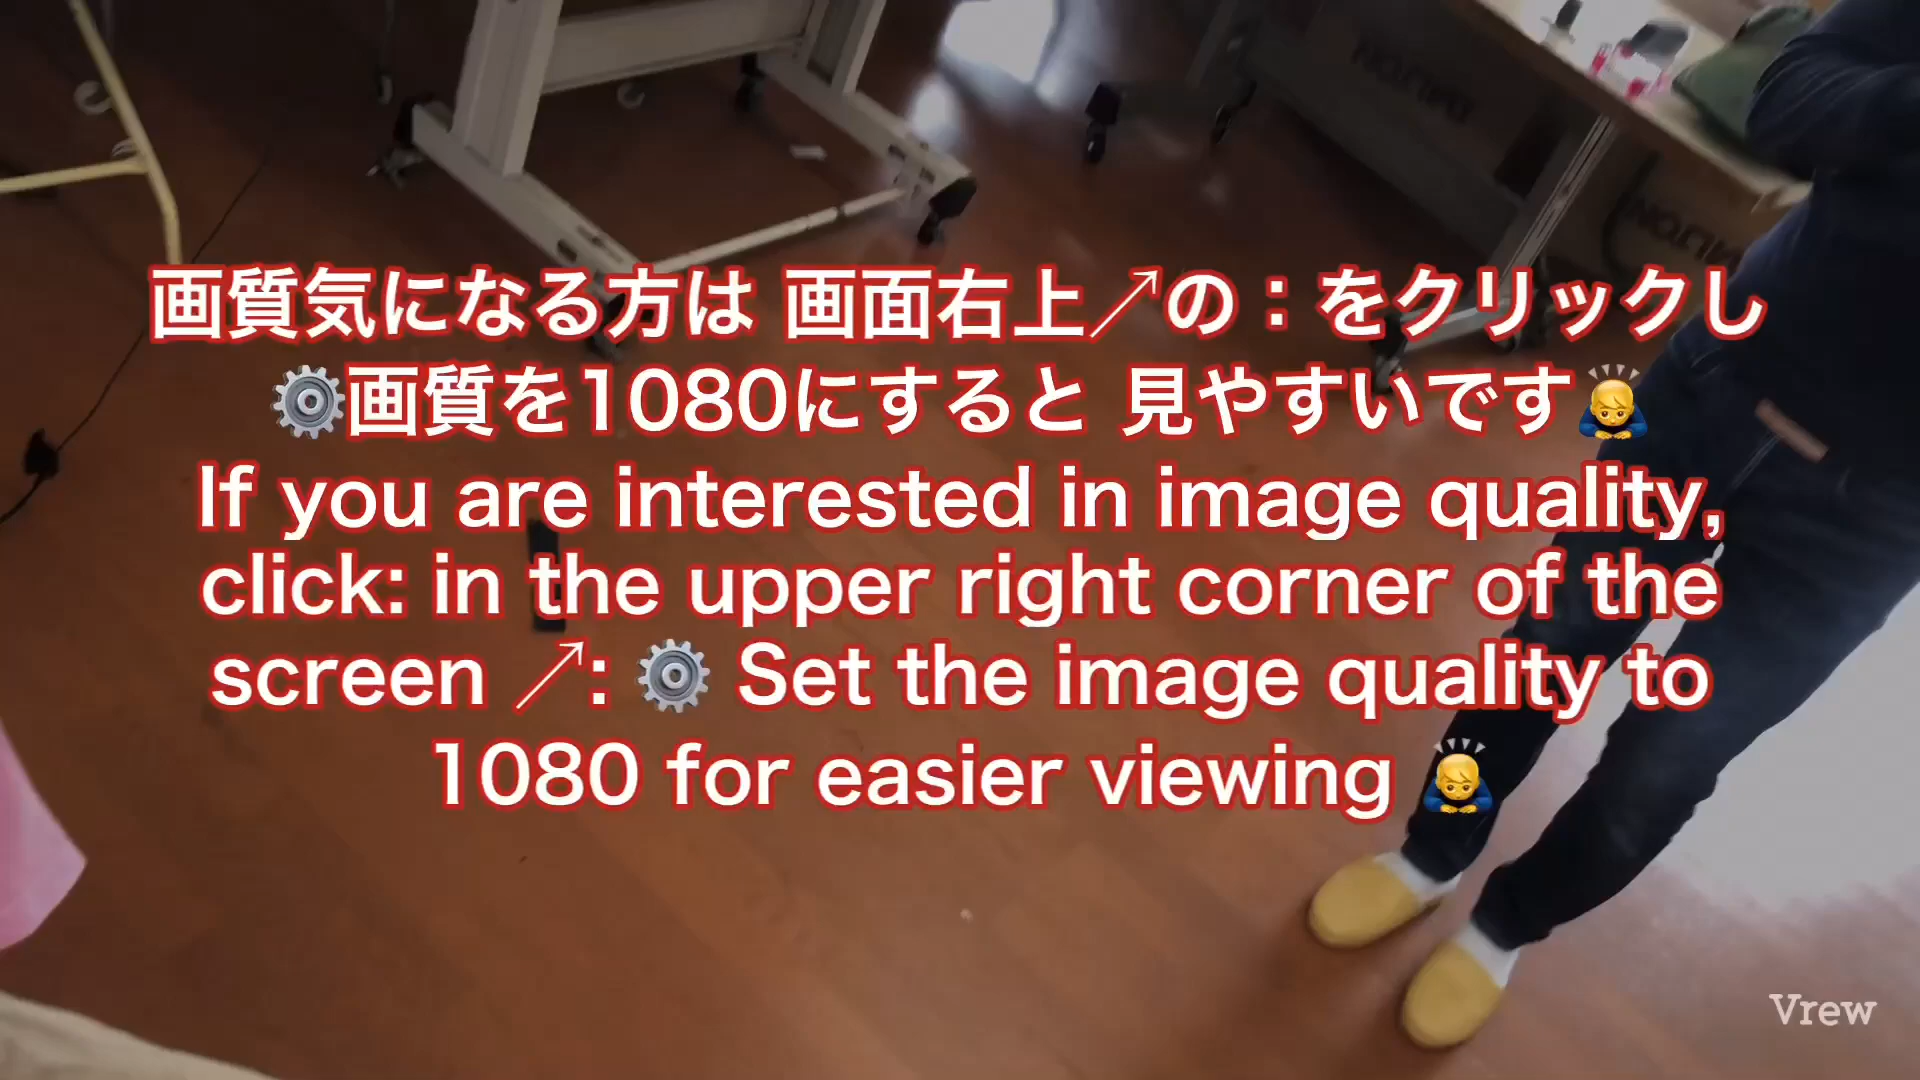 画質気になる方は 画面右上↗の：をクリックし
⚙️画質を1080にすると 見やすいです🙇
If you are interested in image quality,
click: in the upper right corner of the
screen ↗: ⚙️ Set the image quality to
1080 for easier viewing 🙇
Vrew